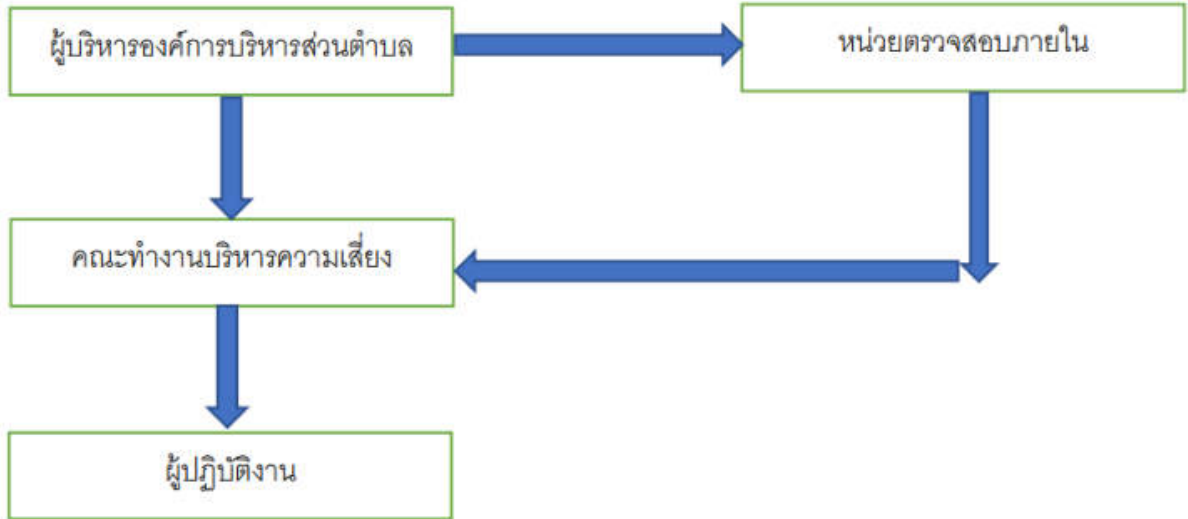 ผู้บริหารองค์การบริหารส่วนตำบล
หน่วยตรวจสอบภายใน
คณะทำงานบริหารความเสี่ยง
ผู้ปฏิบัติงาน